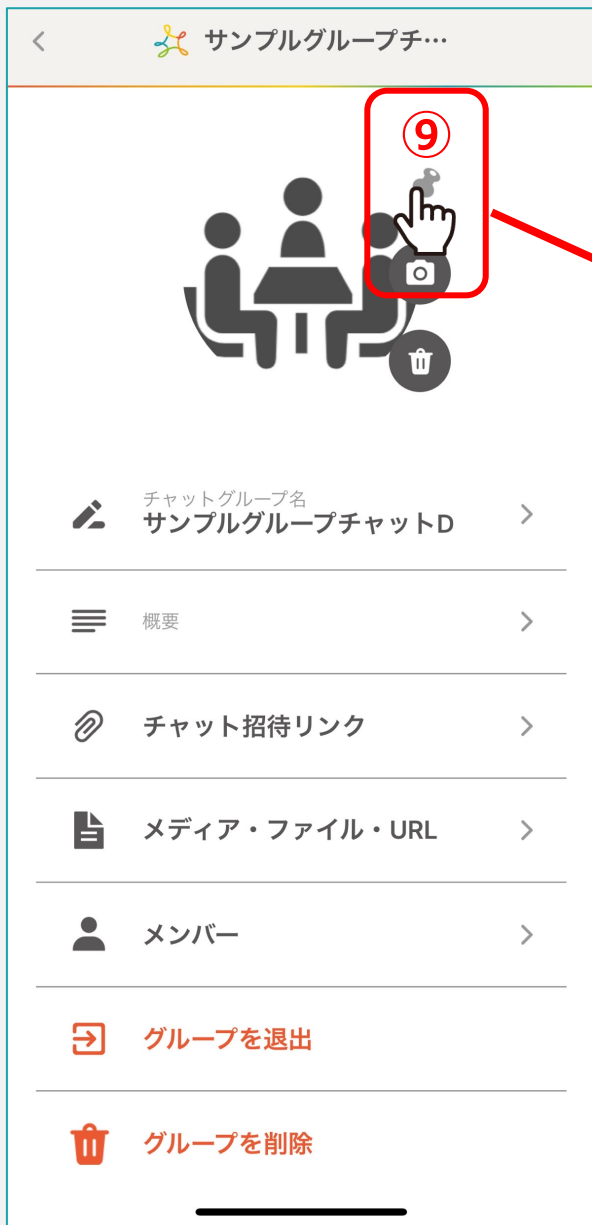 サンプルグループチ…
⑨
チャットグループ名
サンプルグループチャットD
概要
チャット招待リンク
メディア・ファイル・URL
メンバー
グループを退出
グループを削除